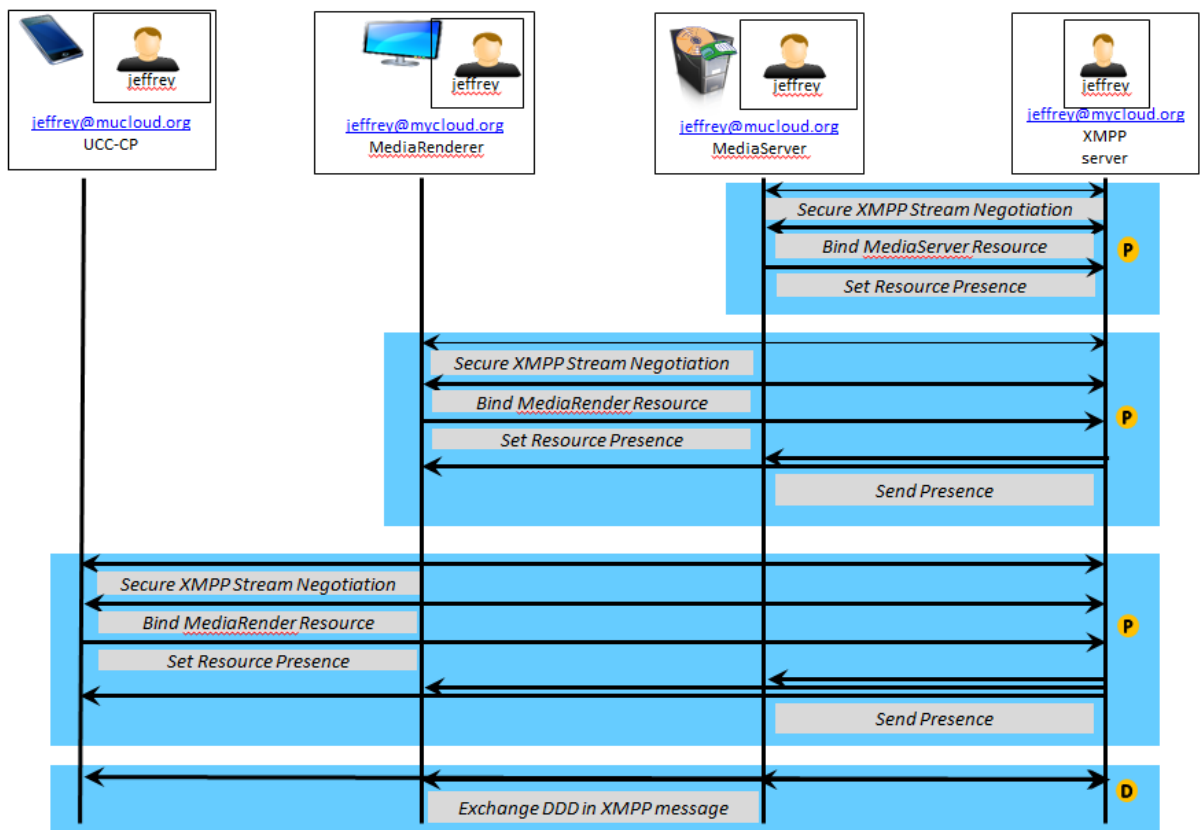 jeffrey
jeffrey@mucloud.org
UCC-CP
jeffrey
jeffrey@mycloud.org
MediaRenderer
jeffrey
jeffrey@mucloud.org
MediaServer
jeffrey
jeffrey@mycloud.org
XMPP
server
Secure XMPP Stream Negotiation
Bind MediaServer Resource
P
Set Resource Presence
Secure XMPP Stream Negotiation
Bind MediaRender Resource
P
Set Resource Presence
Send Presence
Secure XMPP Stream Negotiation
Bind MediaRender Resource
P
Set Resource Presence
Send Presence
D
Exchange DDD in XMPP message